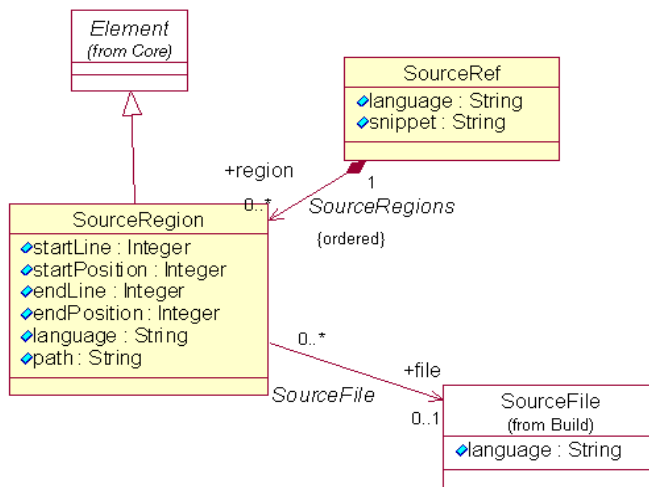 Element
(from Core)
SourceRef
language : String
snippet : String
+region
0..*
1
SourceRegions
{ordered}
SourceRegion
startLine : Integer
startPosition : Integer
endLine : Integer
endPosition : Integer
language : String
path : String
0..*
+file
SourceFile
0..1
SourceFile
(from Build)
language : String